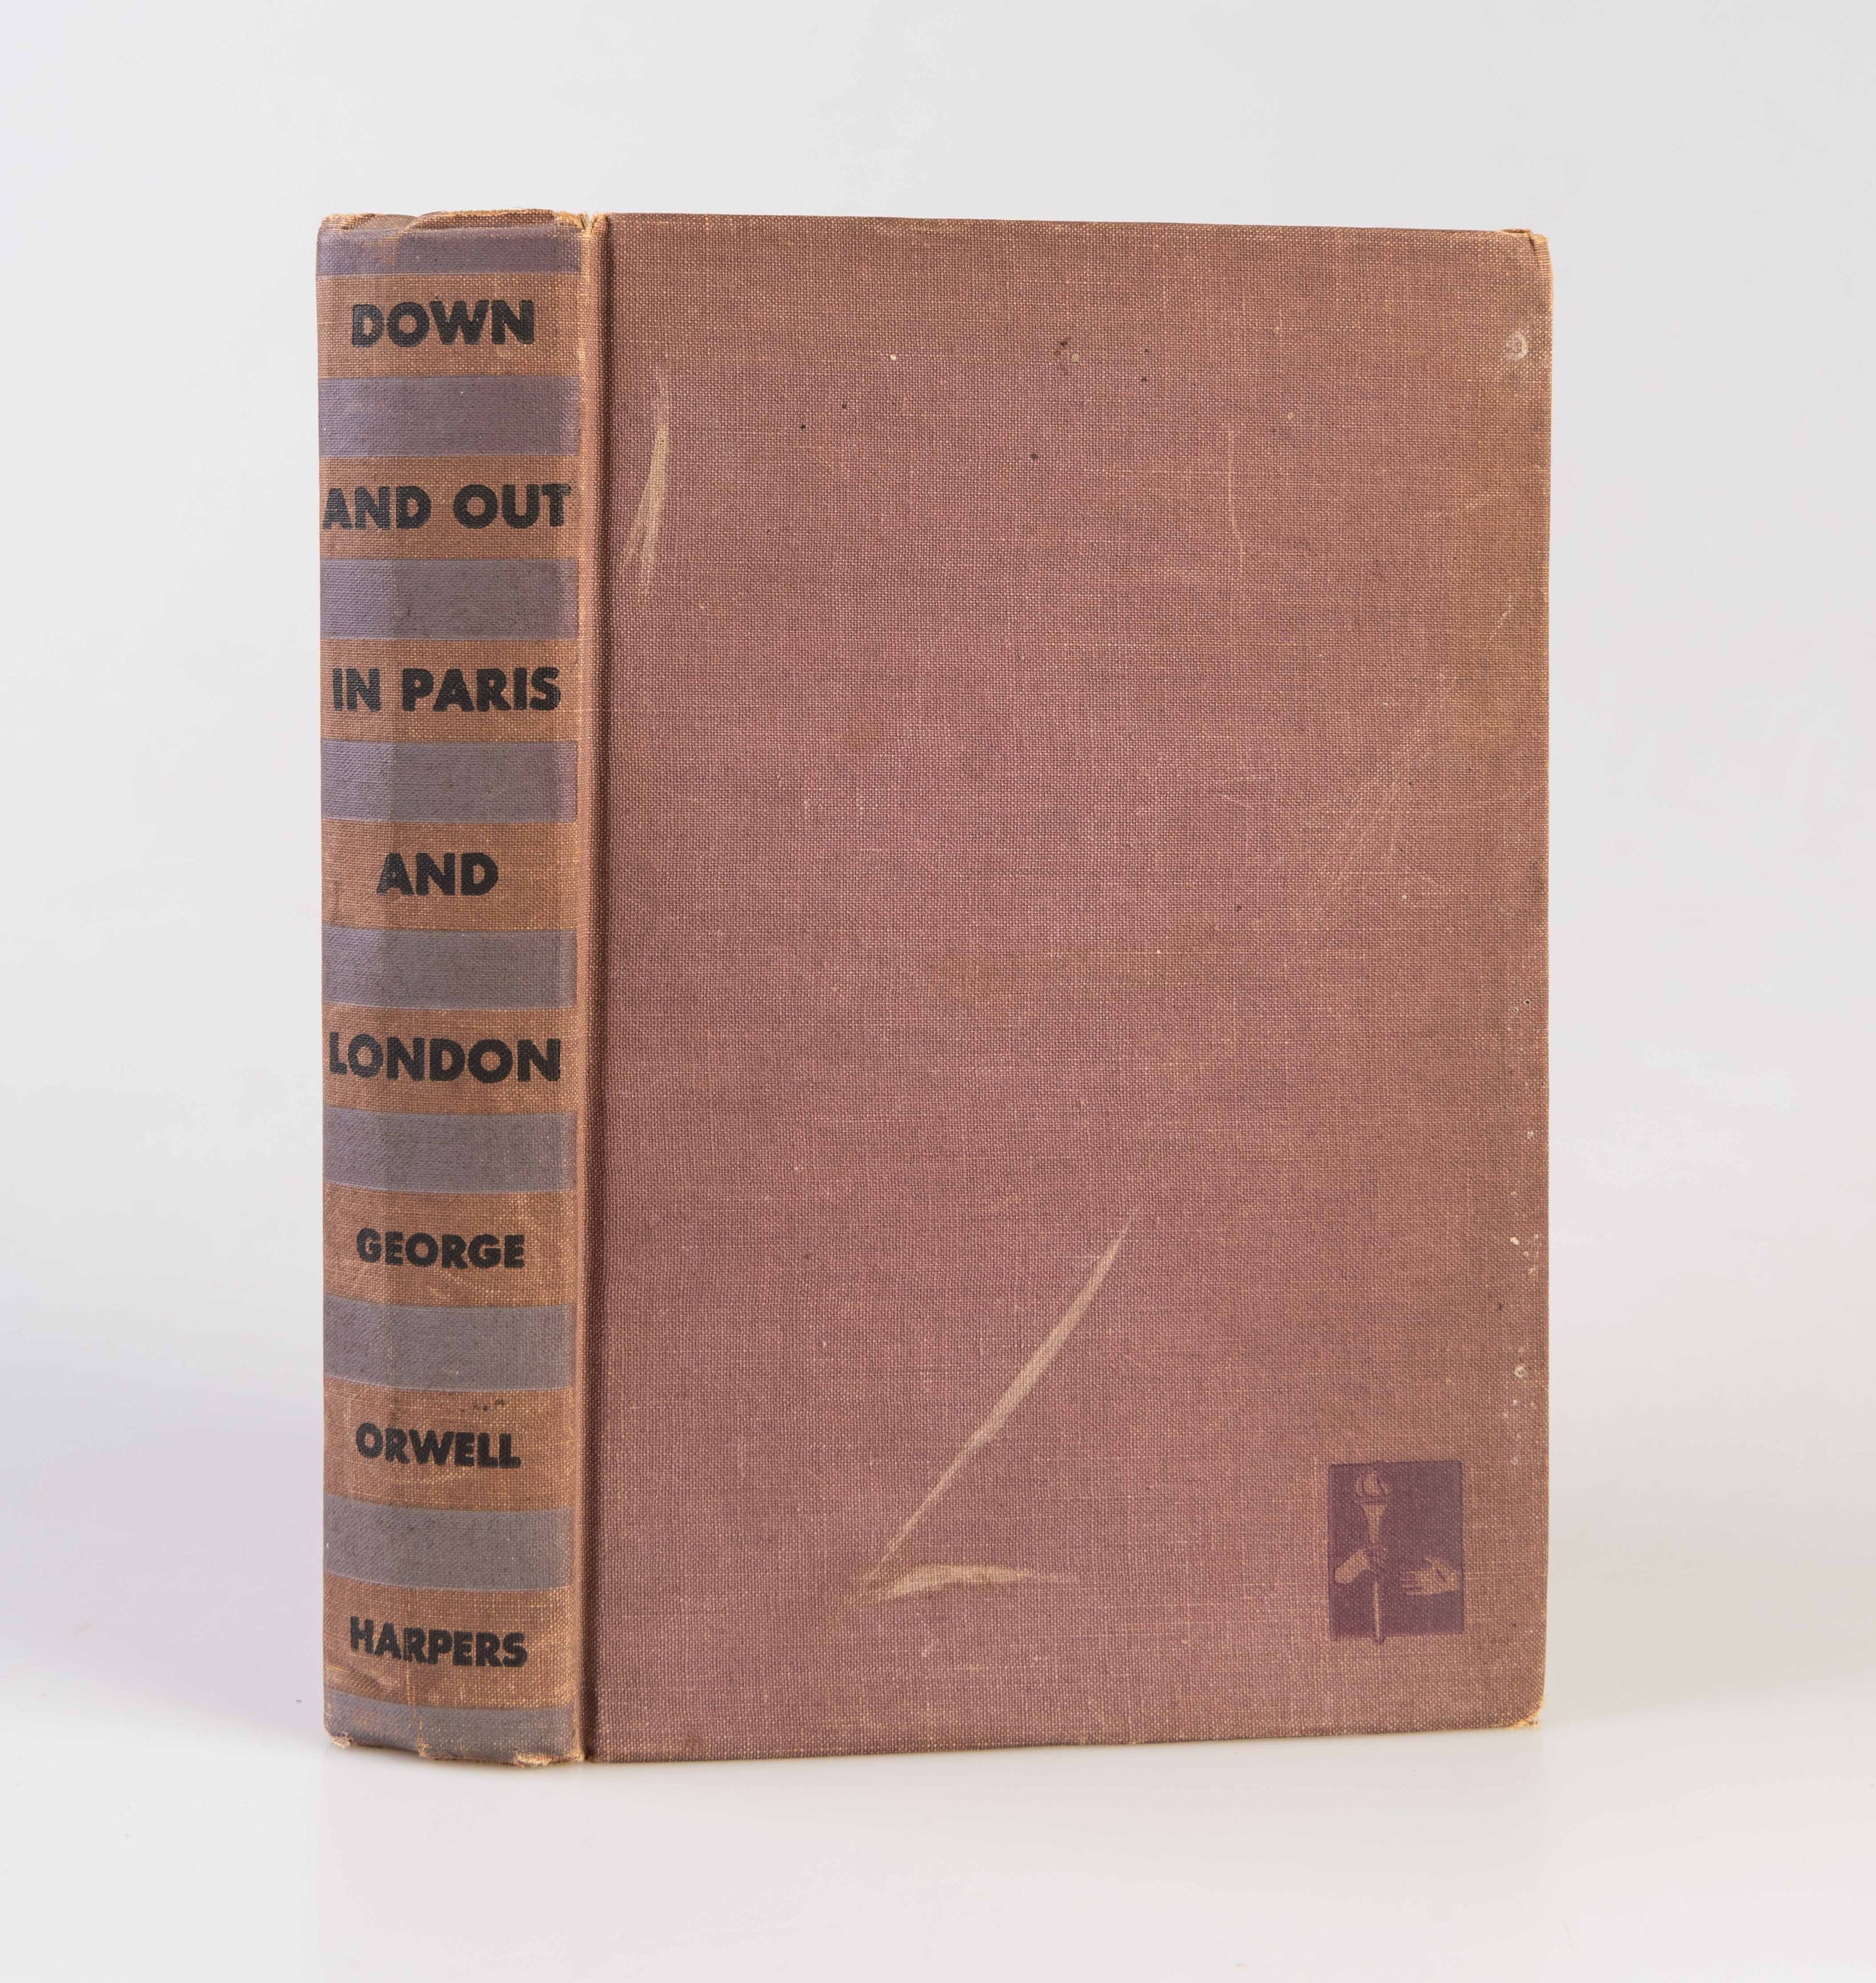 DOWN
AND OUT
IN PARIS
AND
LONDON
GEORGE
ORWELL
HARPERS